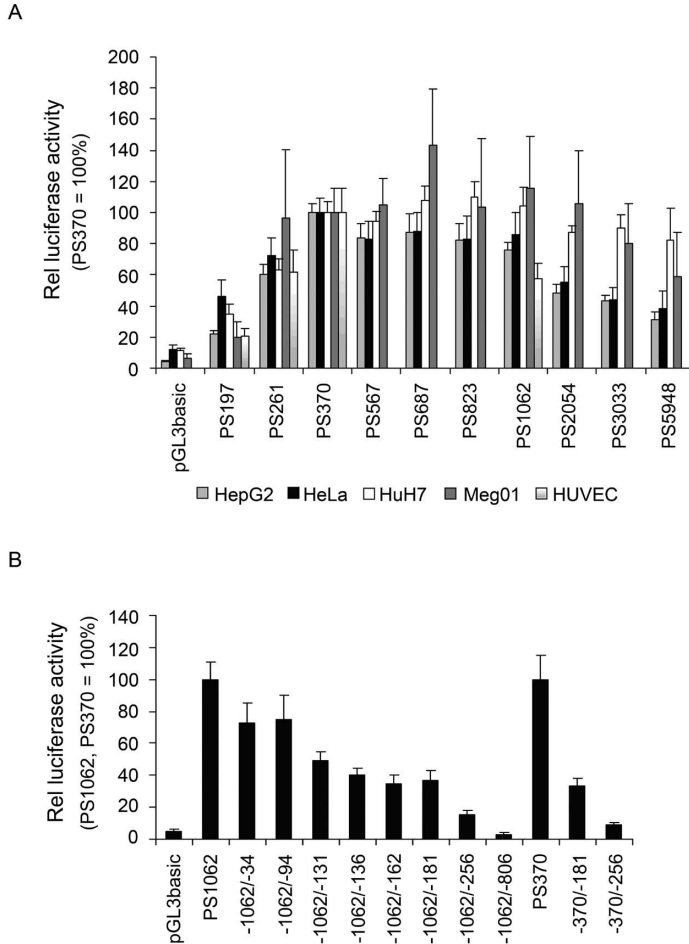 A
Rel luciferase activity
(PS370 = 100%)
200
180
160
140
120
100
80
60
40
20
0
pGL3basic
PS197
PS261
PS370
PS567
PS687
PS823
PS1062
PS2054
PS3033
PS5948
HepG2 HeLa HuH7 Meg01 HUVEC
B
Rel luciferase activity
(PS1062, PS370 = 100%)
140
120
100
80
60
40
20
0
pGL3basic
PS1062
-1062/-34
-1062/-94
-1062/-131
-1062/-136
-1062/-162
-1062/-181
-1062/-256
-1062/-806
PS370
-370/-181
-370/-256